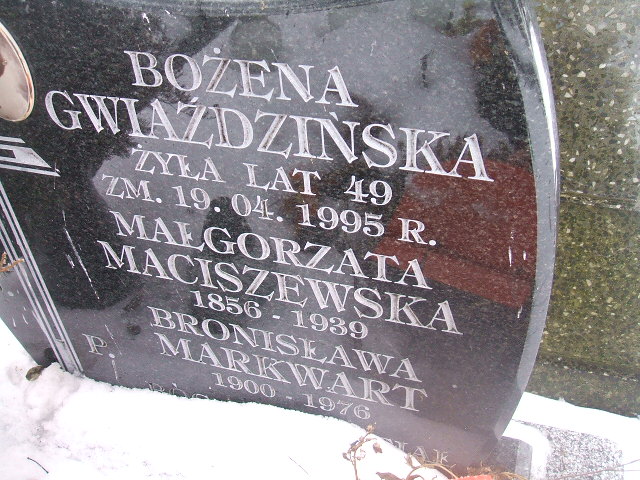 BOŻENA
GWIAŹDZIŃSKA
ŻYŁA LAT 49
ZM. 19.04.1995 R.
MAŁGORZATA
MACISZEWSKA
1856 - 1939
BRONISŁAWA
P. MARKWART
1900 - 1976